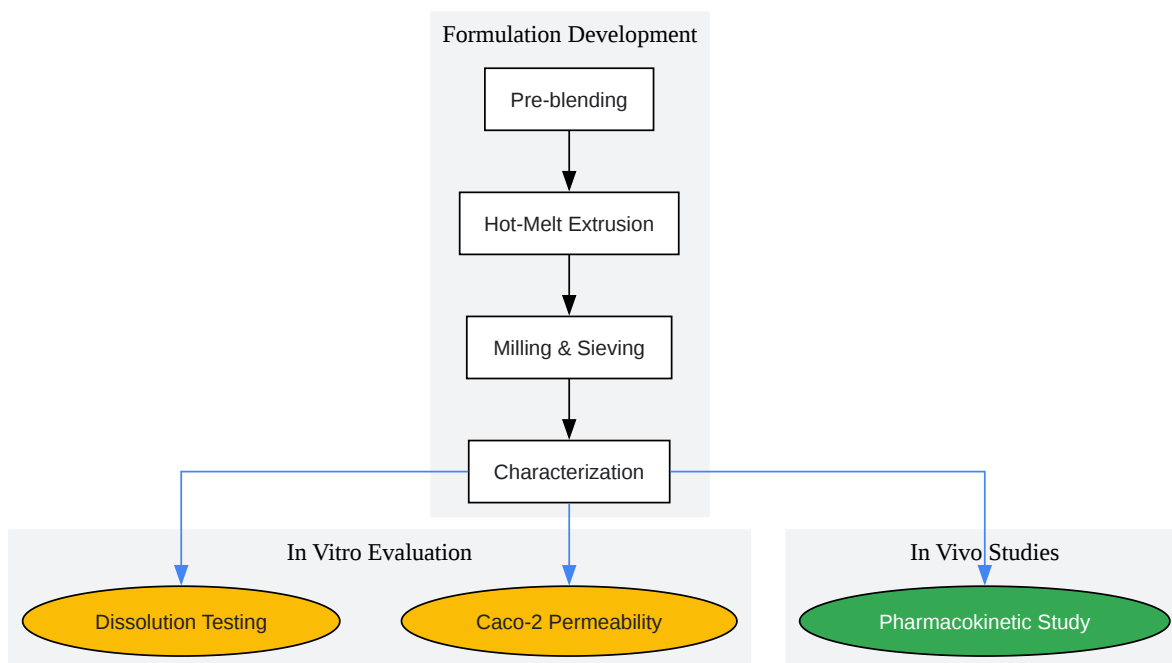 Formulation Development
Pre-blending
Hot-Melt Extrusion
Milling & Sieving
Characterization
In Vitro Evaluation
In Vivo Studies
Dissolution Testing
Caco-2 Permeability
Pharmacokinetic Study